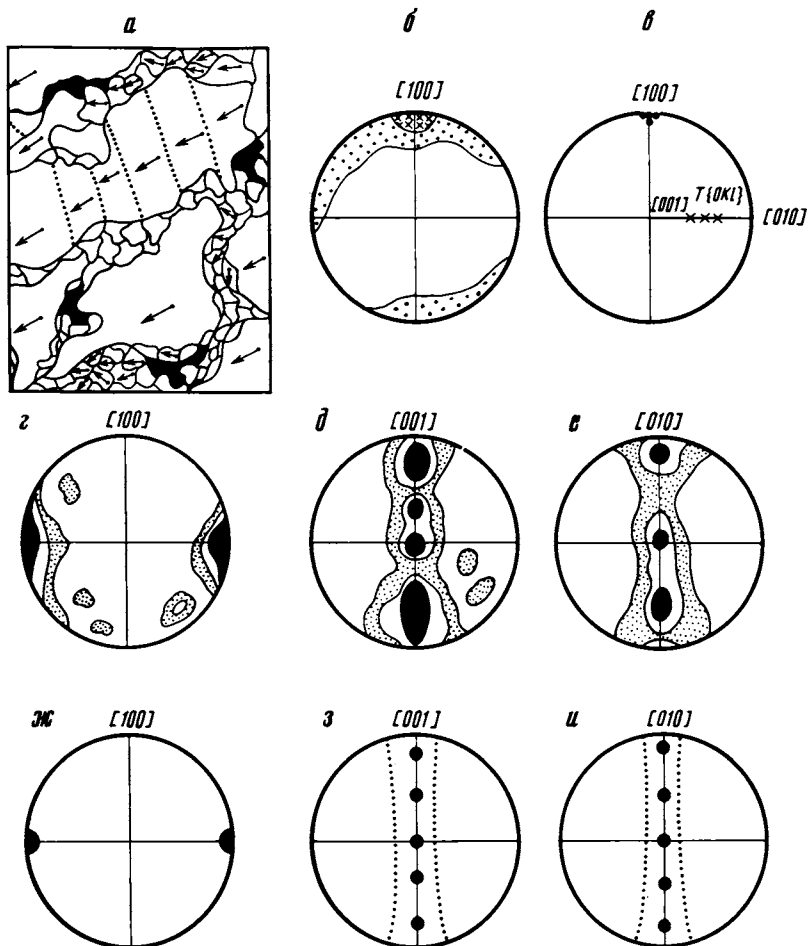 а б в
[100] [100]
[001] T{0Kl} [010]
г [100] д [001] е [010]
ж [100] з [001] и [010]